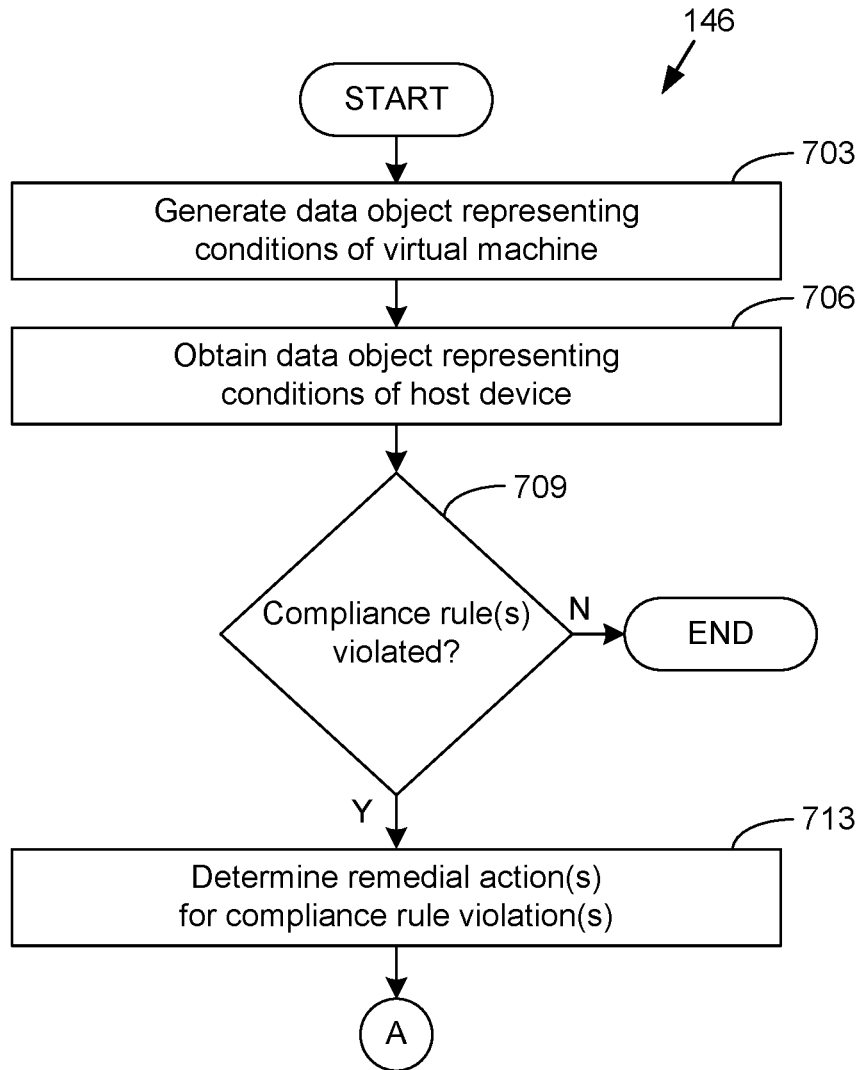 146
START
703
Generate data object representing
conditions of virtual machine
706
Obtain data object representing
conditions of host device
709
Compliance rule(s)
violated?
N
END
Y
713
Determine remedial action(s)
for compliance rule violation(s)
A